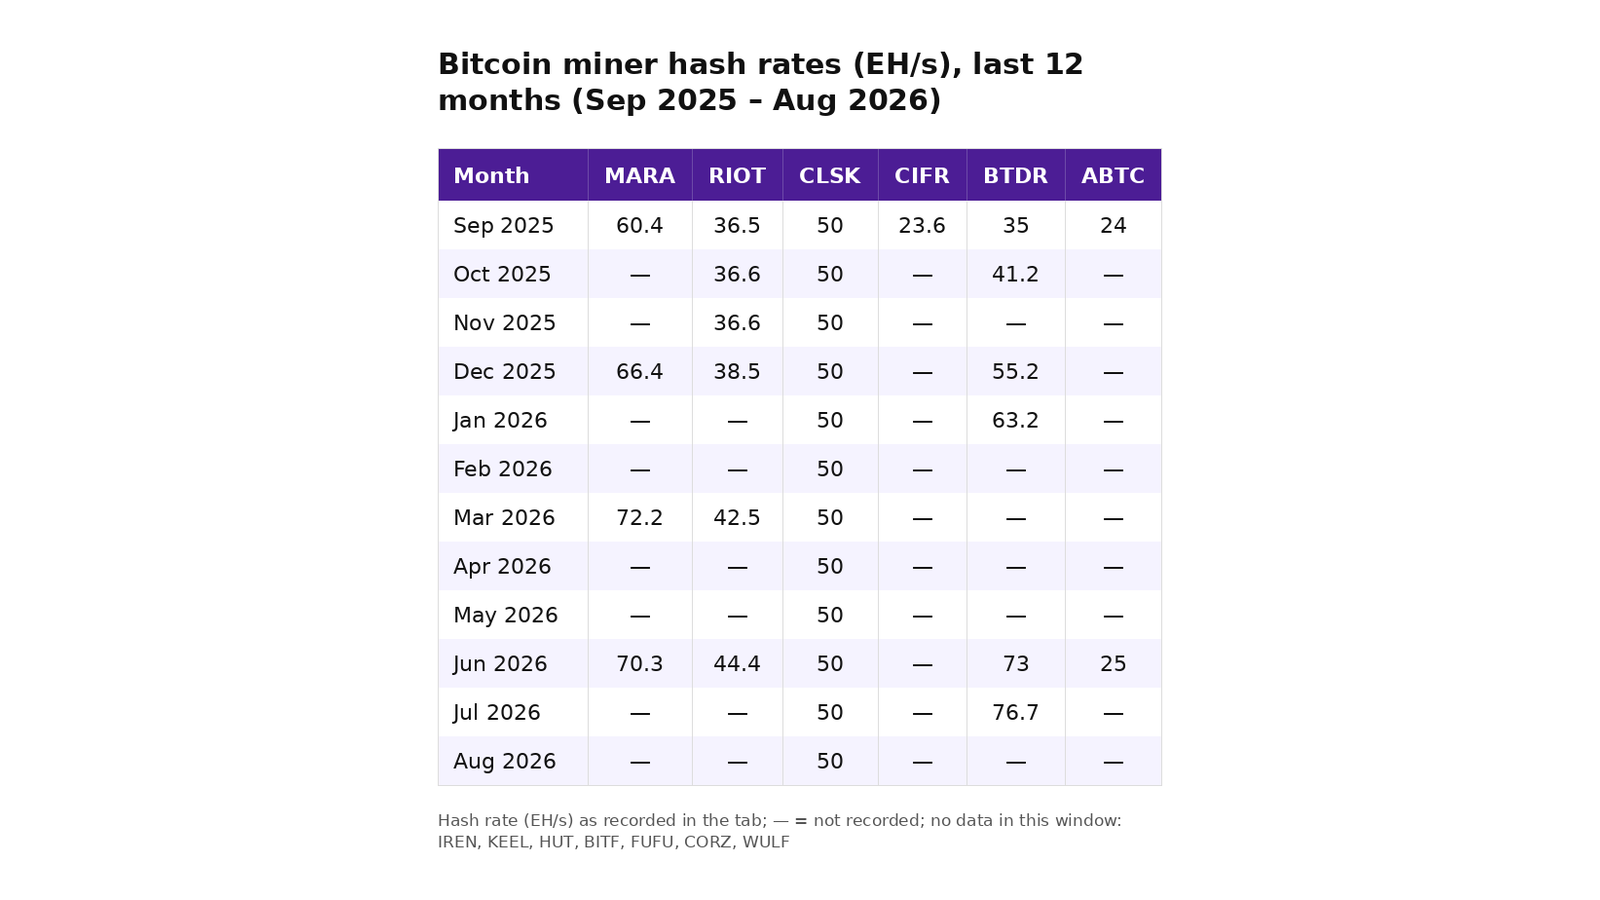 Bitcoin miner hash rates (EH/s), last 12
months (Sep 2025 – Aug 2026)
Month MARA RIOT CLSK CIFR BTDR ABTC
Sep 2025 60.4 36.5 50 23.6 35 24
Oct 2025 — 36.6 50 — 41.2 —
Nov 2025 — 36.6 50 — — —
Dec 2025 66.4 38.5 50 — 55.2 —
Jan 2026 — — 50 — 63.2 —
Feb 2026 — — 50 — — —
Mar 2026 72.2 42.5 50 — — —
Apr 2026 — — 50 — — —
May 2026 — — 50 — — —
Jun 2026 70.3 44.4 50 — 73 25
Jul 2026 — — 50 — 76.7 —
Aug 2026 — — 50 — — —
Hash rate (EH/s) as recorded in the tab; — = not recorded; no data in this window:
IREN, KEEL, HUT, BITF, FUFU, CORZ, WULF